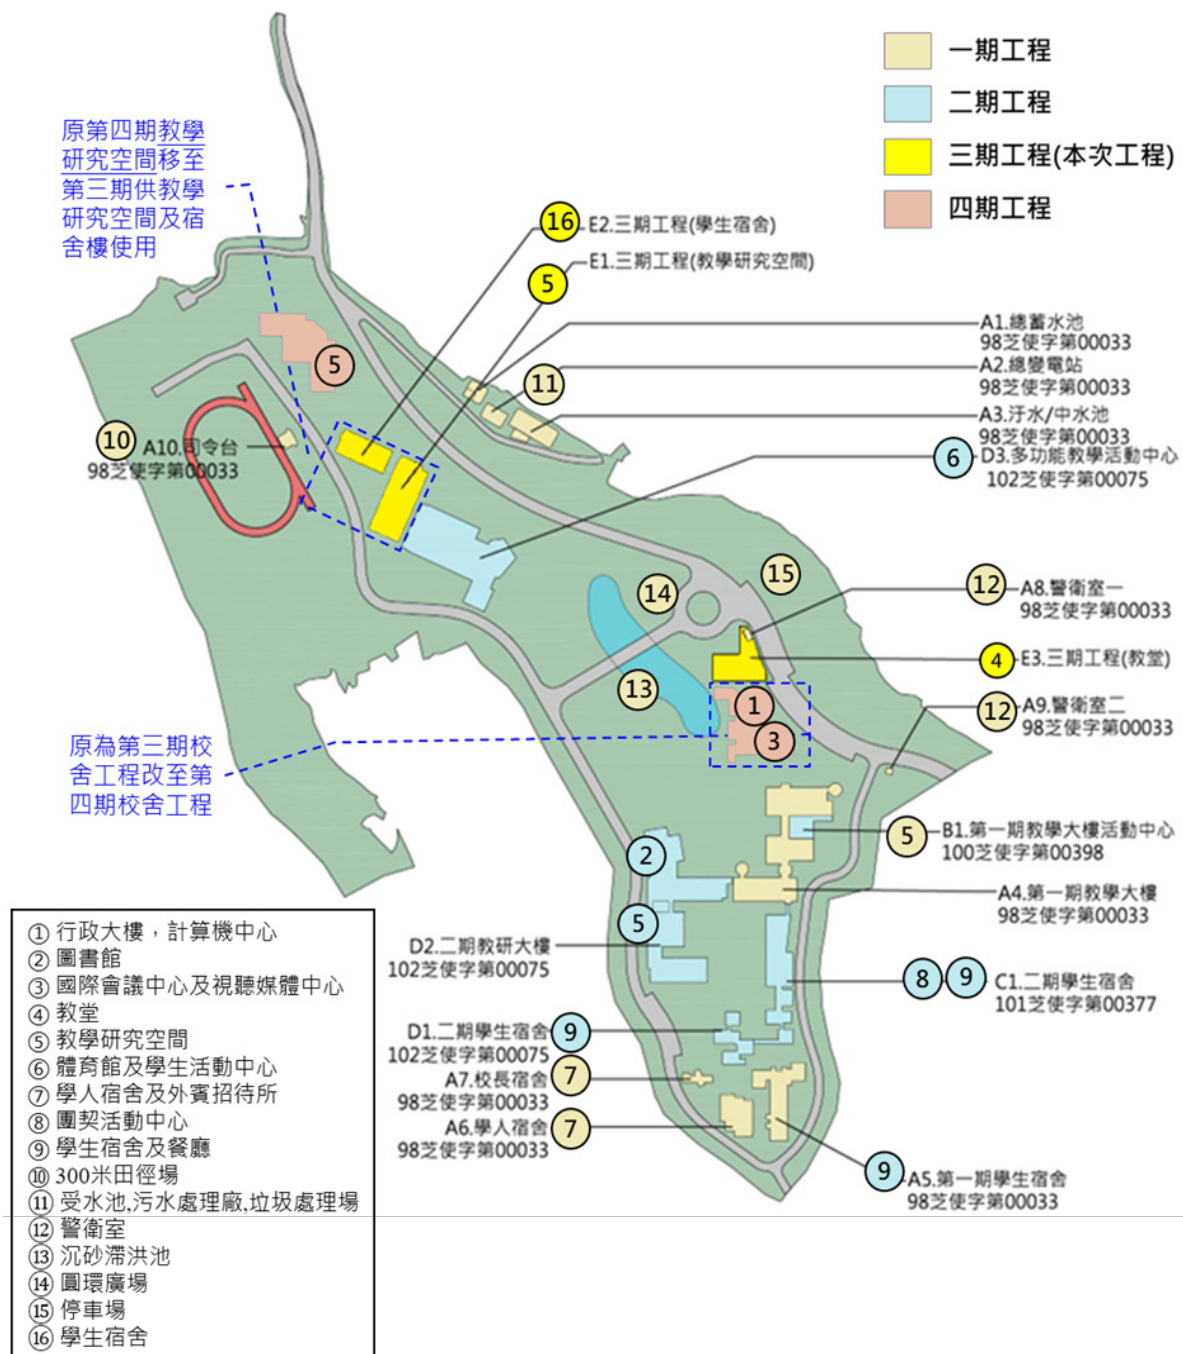 一期工程
二期工程
三期工程(本次工程)
四期工程
原第四期教學
研究空間移至
第三期供教學
研究空間及宿
舍樓使用
16
E2.三期工程(學生宿舍)
E1.三期工程(教學研究空間)
5
A1.總蓄水池
98芝使字第00033
A2.總變電站
98芝使字第00033
11
A3.汙水/中水池
98芝使字第00033
5
10
A10.司令台
98芝使字第00033
6
D3.多功能教學活動中心
102芝使字第00075
15
14
12
A8.警衛室一
98芝使字第00033
4
E3.三期工程(教堂)
13
1
12
A9.警衛室二
98芝使字第00033
3
原為第三期校
舍工程改至第
四期校舍工程
5
B1.第一期教學大樓活動中心
100芝使字第00398
2
A4.第一期教學大樓
98芝使字第00033
5
D2.二期教研大樓
102芝使字第00075
8
9
C1.二期學生宿舍
101芝使字第00377
D1.二期學生宿舍
102芝使字第00075
9
A7.校長宿舍
98芝使字第00033
7
A6.學人宿舍
98芝使字第00033
7
9
A5.第一期學生宿舍
98芝使字第00033
① 行政大樓，計算機中心
② 圖書館
③ 國際會議中心及視聽媒體中心
④ 教堂
⑤ 教學研究空間
⑥ 體育館及學生活動中心
⑦ 學人宿舍及外賓招待所
⑧ 團契活動中心
⑨ 學生宿舍及餐廳
⑩ 300米田徑場
⑪ 受水池,污水處理廠,垃圾處理場
⑫ 警衛室
⑬ 沉砂滯洪池
⑭ 圓環廣場
⑮ 停車場
⑯ 學生宿舍